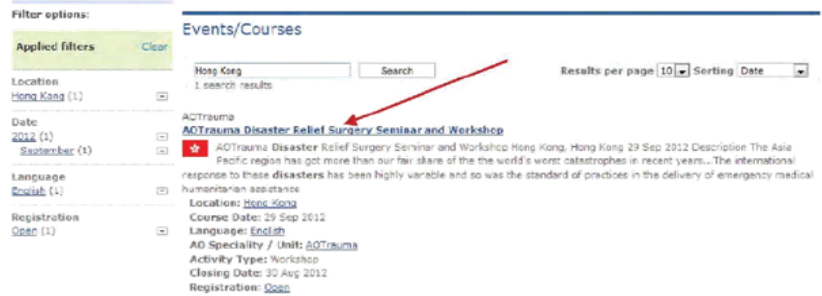 Filter options:
Applied filters Clear
Location
Hong Kong (1)
Date
2012 (1)
September (1)
Language
English (1)
Registration
Open (1)
Events/Courses
Hong Kong Search Results per page 10 Sorting Date
1 search results
AOTrauma
AOTrauma Disaster Relief Surgery Seminar and Workshop
AOTrauma Disaster Relief Surgery Seminar and Workshop Hong Kong, Hong Kong 29 Sep 2012 Description The Asia
Pacific region has got more than our fair share of the the world's worst catastrophes in recent years...The international
response to these disasters has been highly variable and so was the standard of practices in the delivery of emergency medical
humanitarian assistance
Location: Hong Kong
Course Date: 29 Sep 2012
Language: English
AO Speciality / Unit: AOTrauma
Activity Type: Workshop
Closing Date: 30 Aug 2012
Registration: Open